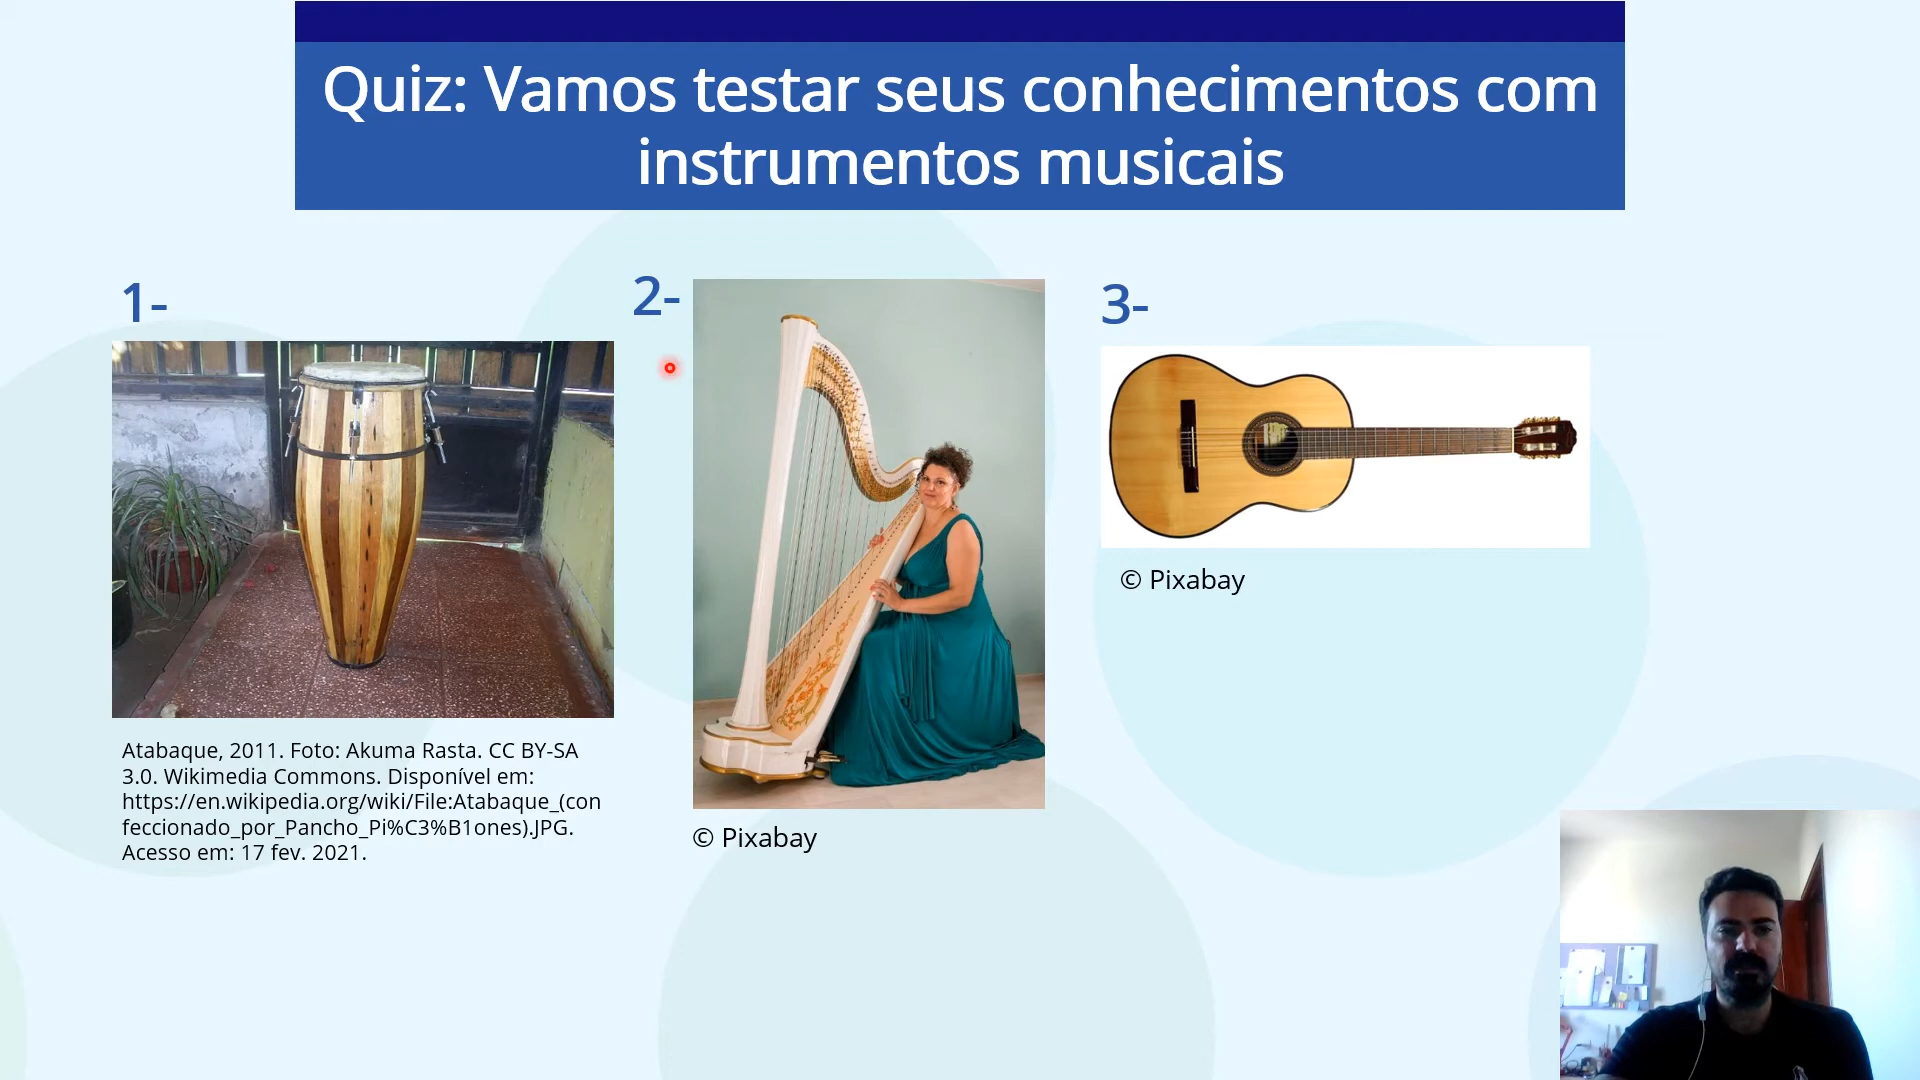 Quiz: Vamos testar seus conhecimentos com
instrumentos musicais
1-
2-
3-
Atabaque, 2011. Foto: Akuma Rasta. CC BY-SA
3.0. Wikimedia Commons. Disponível em:
https://en.wikipedia.org/wiki/File:Atabaque_(con
feccionado_por_Pancho_Pi%C3%B1ones).JPG.
Acesso em: 17 fev. 2021.
© Pixabay
© Pixabay